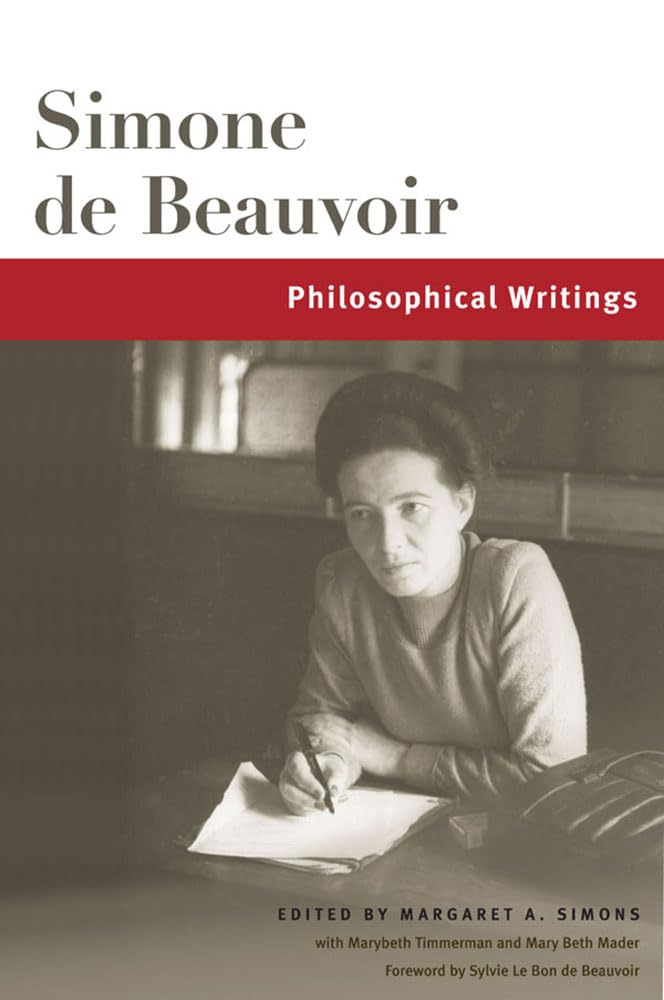 Simone
de Beauvoir
Philosophical Writings
EDITED BY MARGARET A. SIMONS
with Marybeth Timmerman and Mary Beth Mader
Foreword by Sylvie Le Bon de Beauvoir